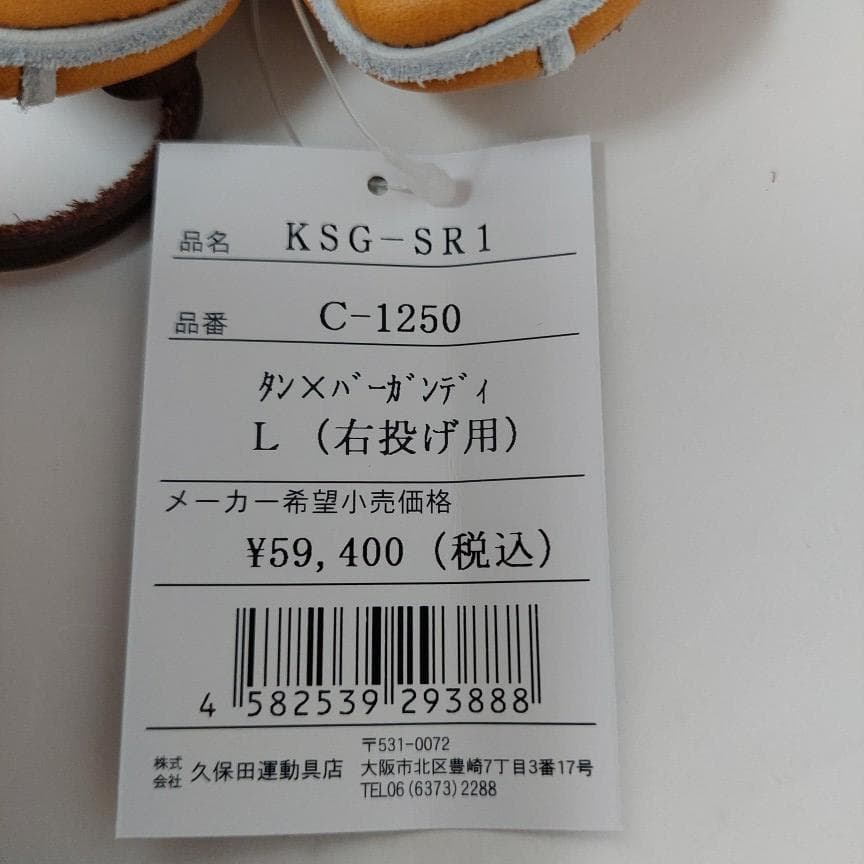 品名 KSG-SR1
品番 C-1250
ﾀﾝ×ﾊﾞｰｶﾞﾝﾃﾞｨ
L (右投げ用)
メーカー希望小売価格
¥59,400 (税込)
4 582539 293888
株式会社 久保田運動具店
〒531-0072
大阪市北区豊崎7丁目3番17号
TEL06(6373)2288